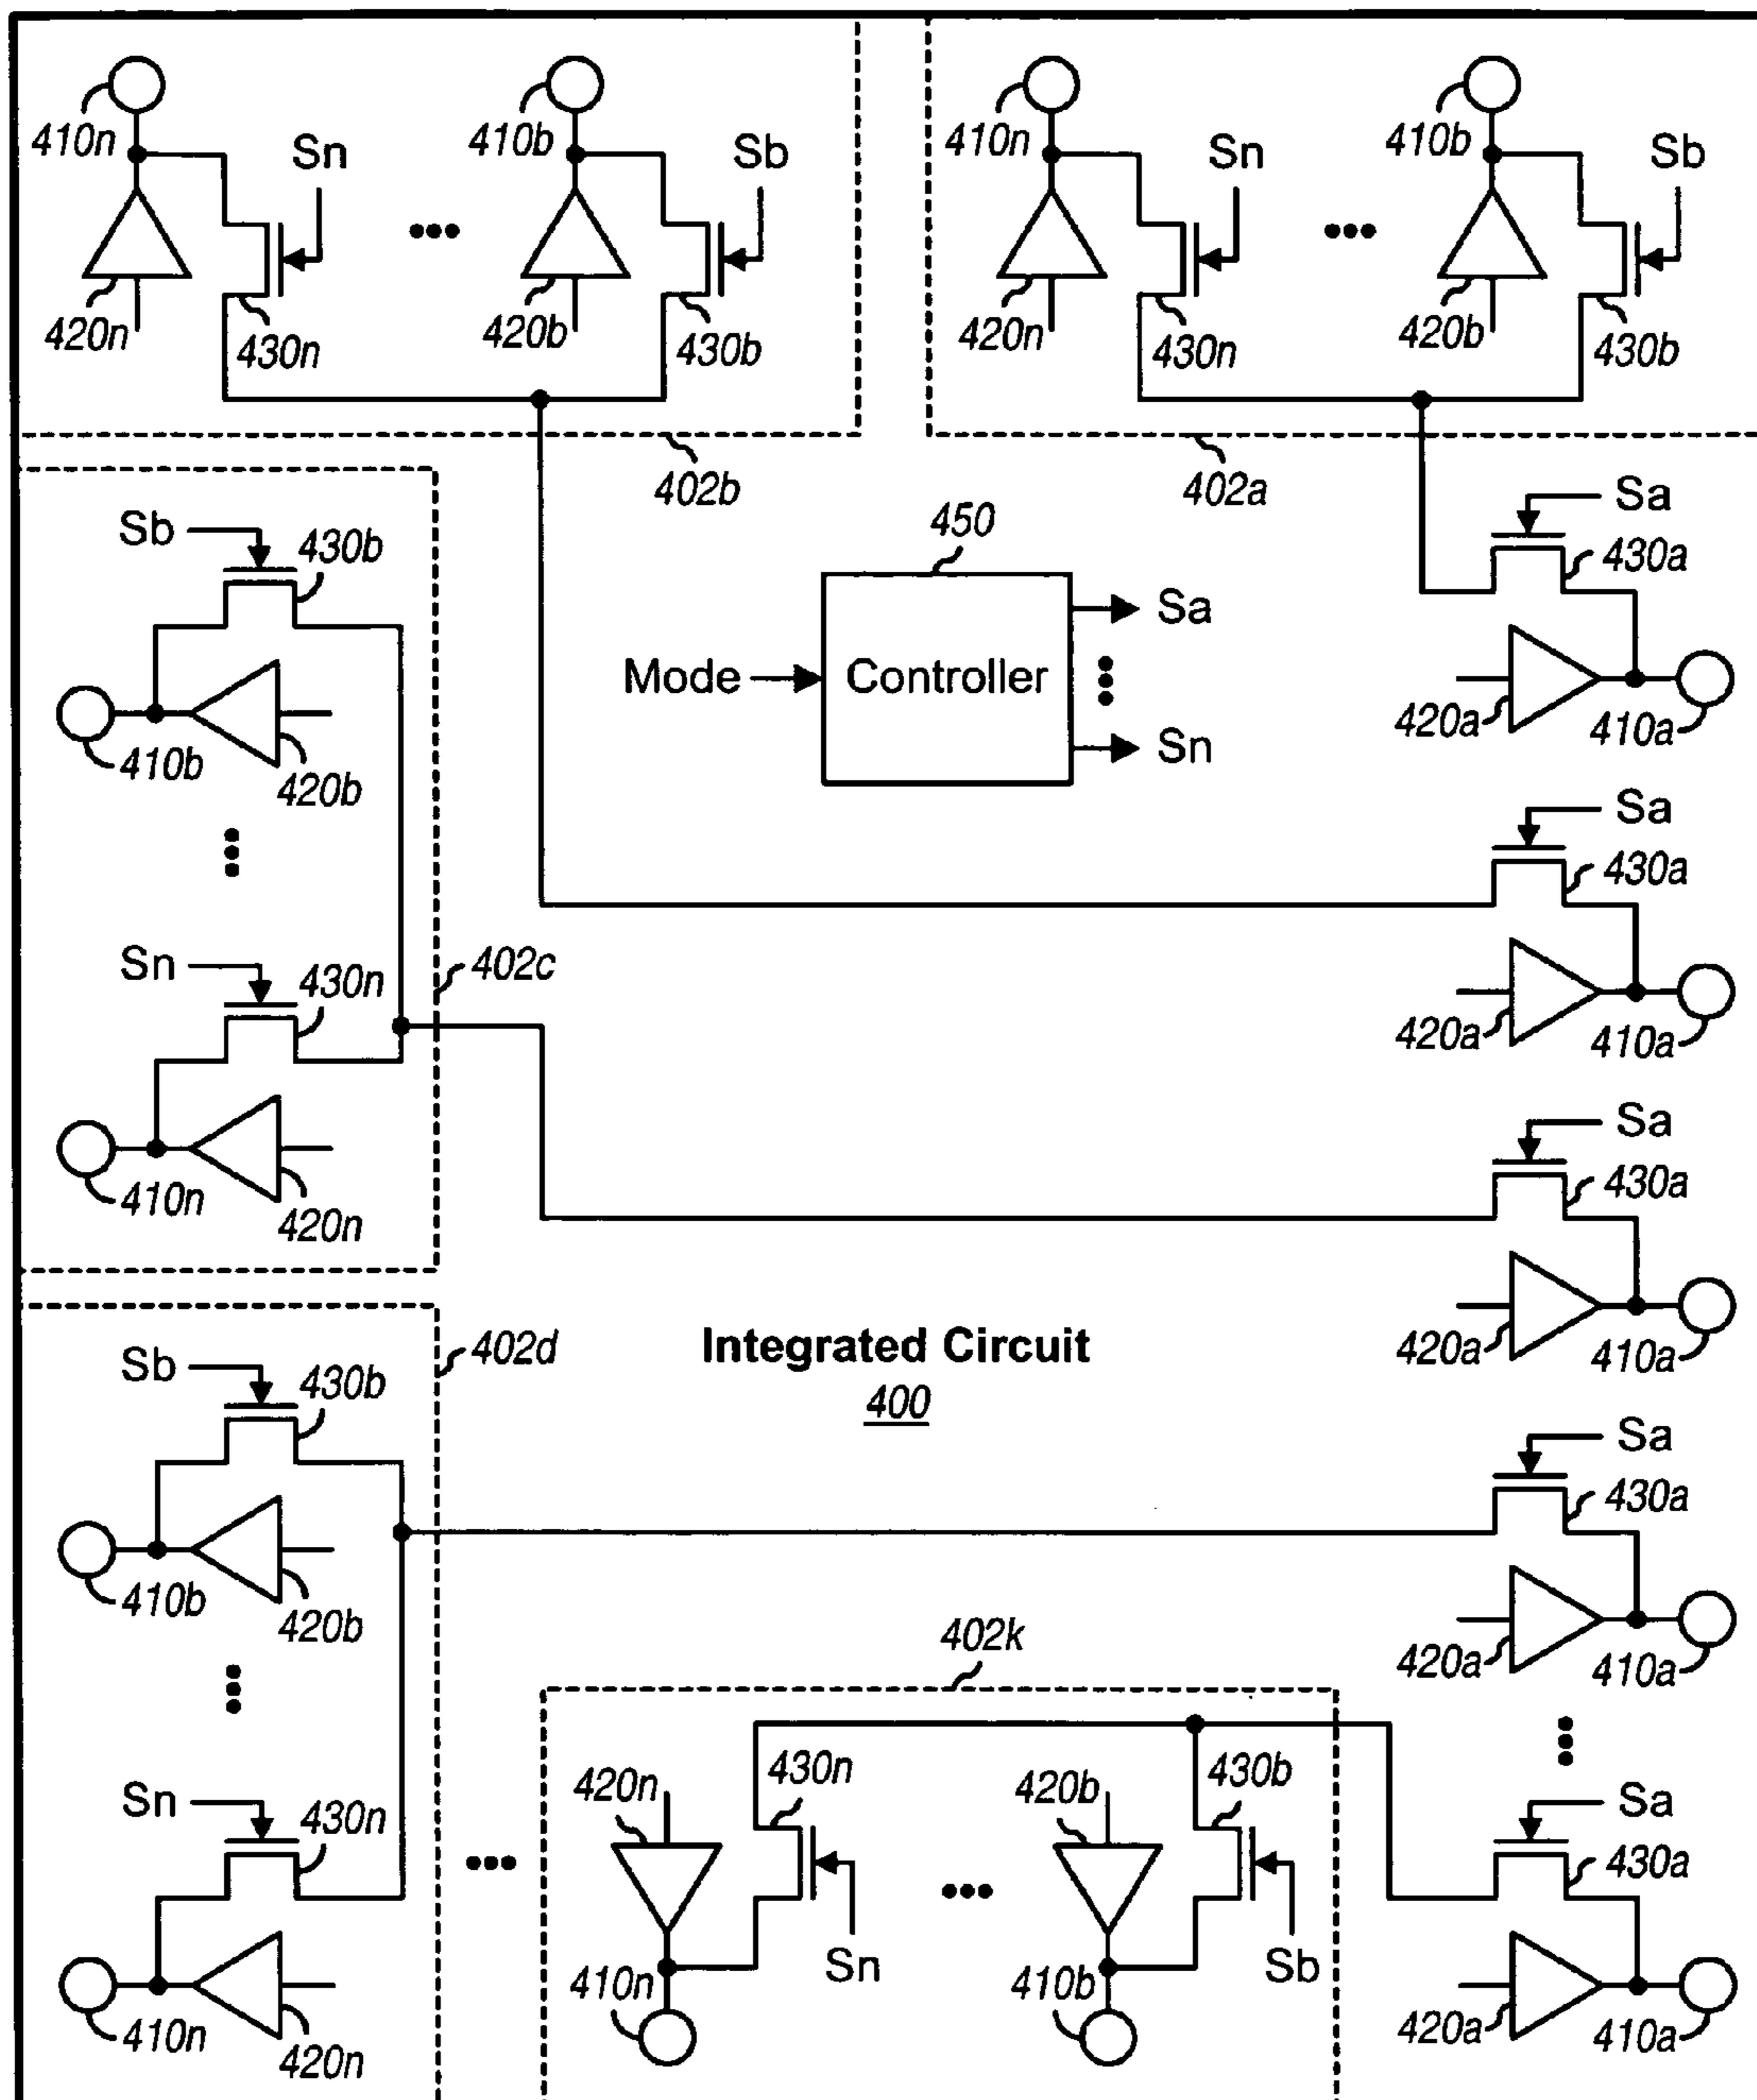 410n
Sn
410b
Sb
410n
Sn
410b
Sb
420n
430n
420b
430b
420n
430n
420b
430b
402b
402a
Sb
430b
450
Sa
430a
Mode
Controller
Sa
Sn
410b
420b
420a
410a
Sa
430a
Sn
430n
402c
420a
410a
Sa
430a
410n
420n
Integrated Circuit
400
402d
420a
410a
Sb
430b
Sa
430a
410b
420b
402k
420a
410a
Sn
430n
420n
430n
420b
430b
Sa
430a
410n
420n
410n
Sn
410b
Sb
420a
410a